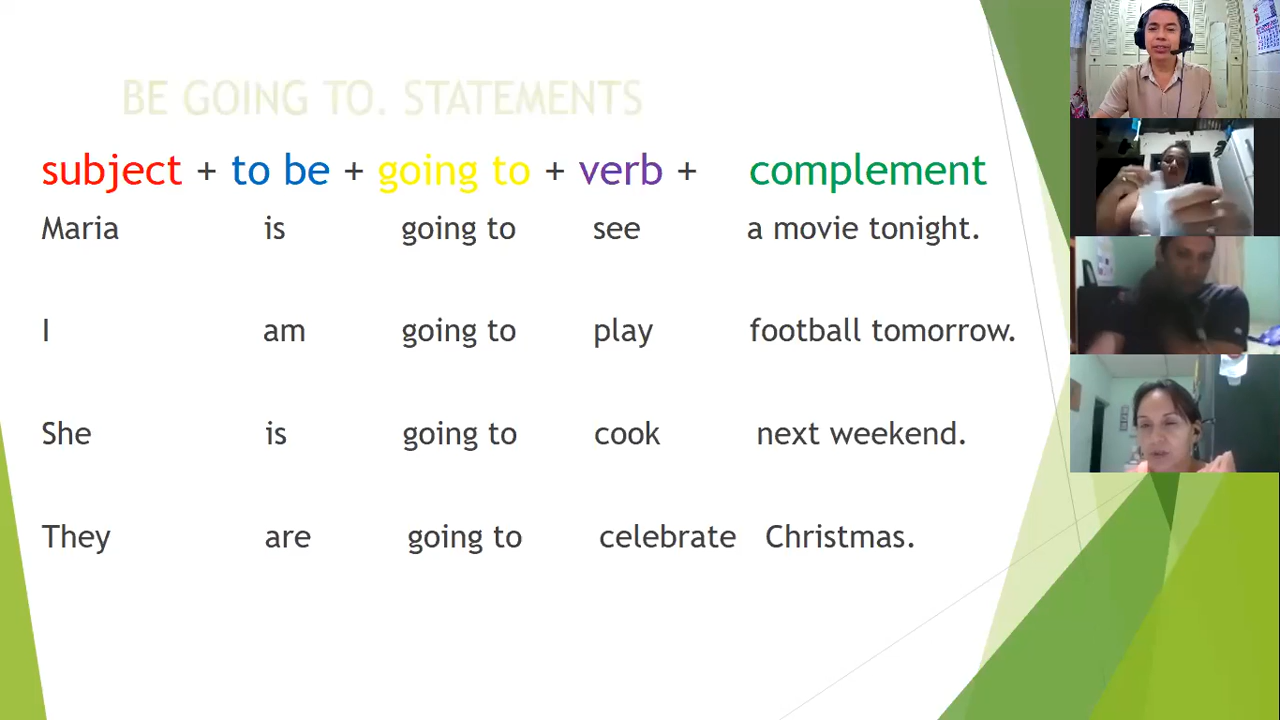 BE GOING TO. STATEMENTS
subject + to be + going to + verb + complement
Maria is going to see a movie tonight.
I am going to play football tomorrow.
She is going to cook next weekend.
They are going to celebrate Christmas.